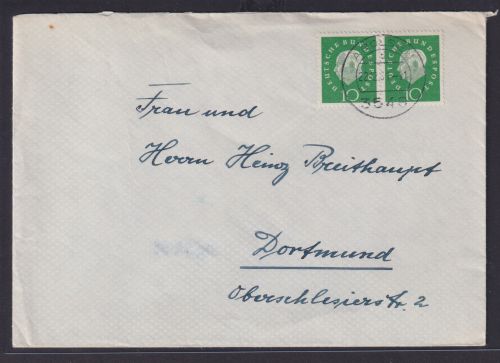 DEUTSCHE BUNDESPOST DEUTSCHE BUNDESPOST
10 10
Frau und
Herrn Heinz Breithaupt
Dortmund
Oberschlesierstr. 2